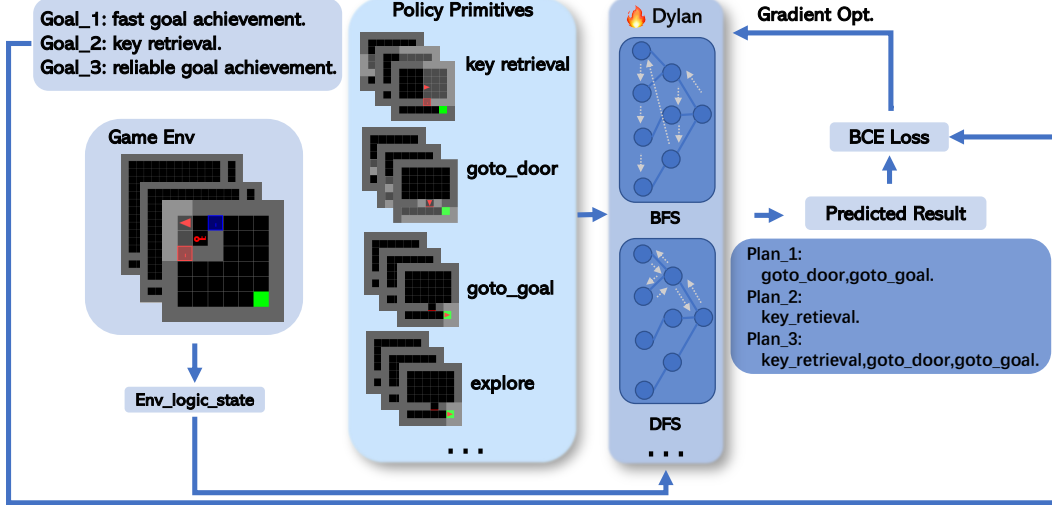 Goal_1: fast goal achievement.
Goal_2: key retrieval.
Goal_3: reliable goal achievement.
Game Env
Env_logic_state
Policy Primitives
key retrieval
goto_door
goto_goal
explore
...
Dylan
BFS
DFS
...
Gradient Opt.
BCE Loss
Predicted Result
Plan_1:
goto_door,goto_goal.
Plan_2:
key_retieval.
Plan_3:
key_retrieval,goto_door,goto_goal.